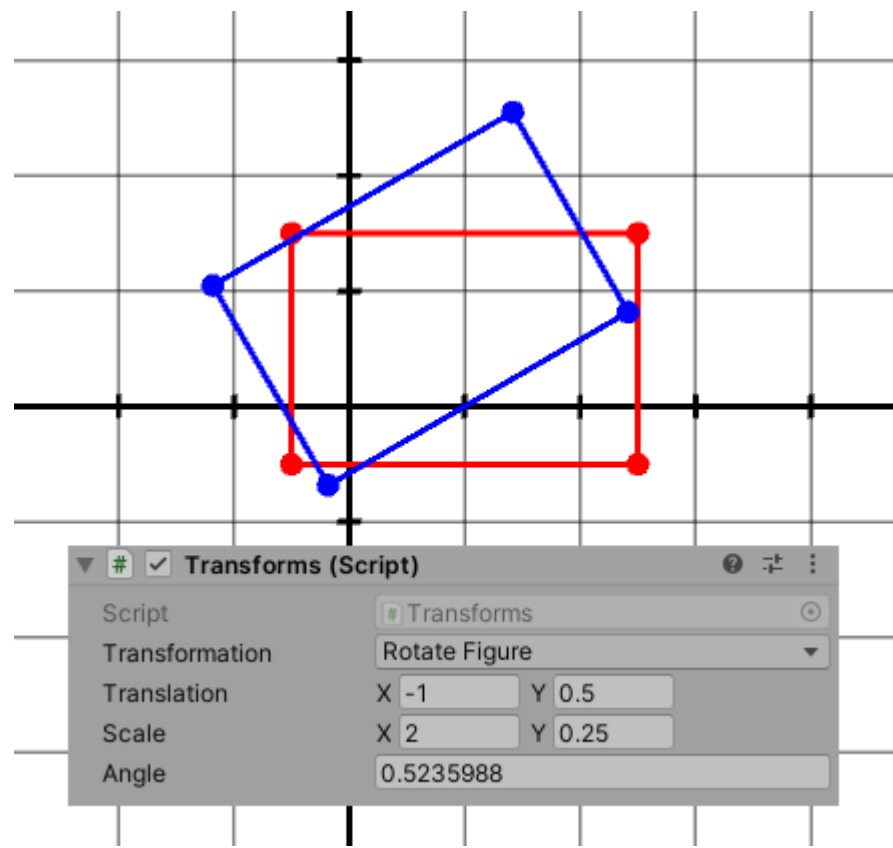 # Transforms (Script)
Script # Transforms
Transformation Rotate Figure
Translation X -1 Y 0.5
Scale X 2 Y 0.25
Angle 0.5235988